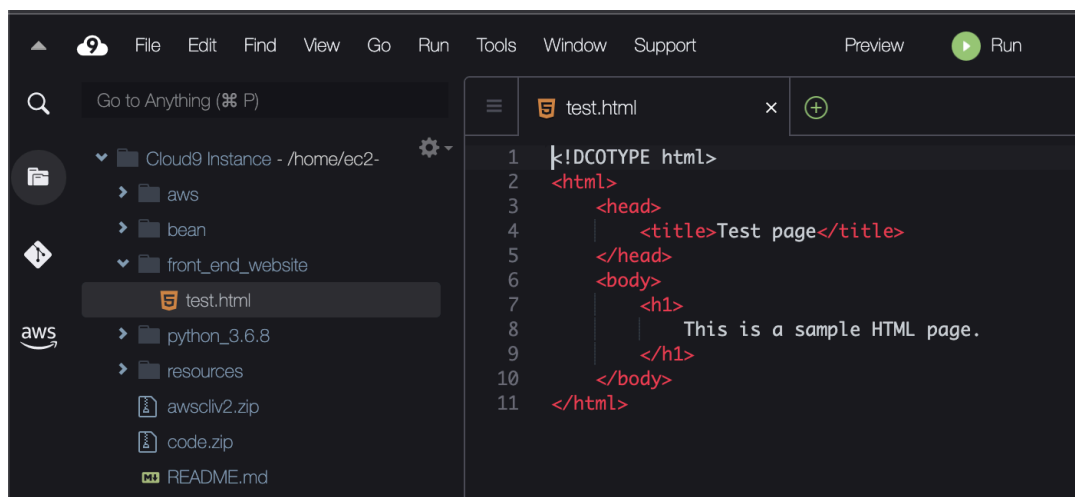 9 File Edit Find View Go Run Tools Window Support Preview Run
Go to Anything (⌘ P)
Cloud9 Instance - /home/ec2-
aws
bean
front_end_website
test.html
python_3.6.8
resources
awscliv2.zip
code.zip
README.md
aws
test.html
1 <!DCOTYPE html>
2 <html>
3 <head>
4 <title>Test page</title>
5 </head>
6 <body>
7 <h1>
8 This is a sample HTML page.
9 </h1>
10 </body>
11 </html>